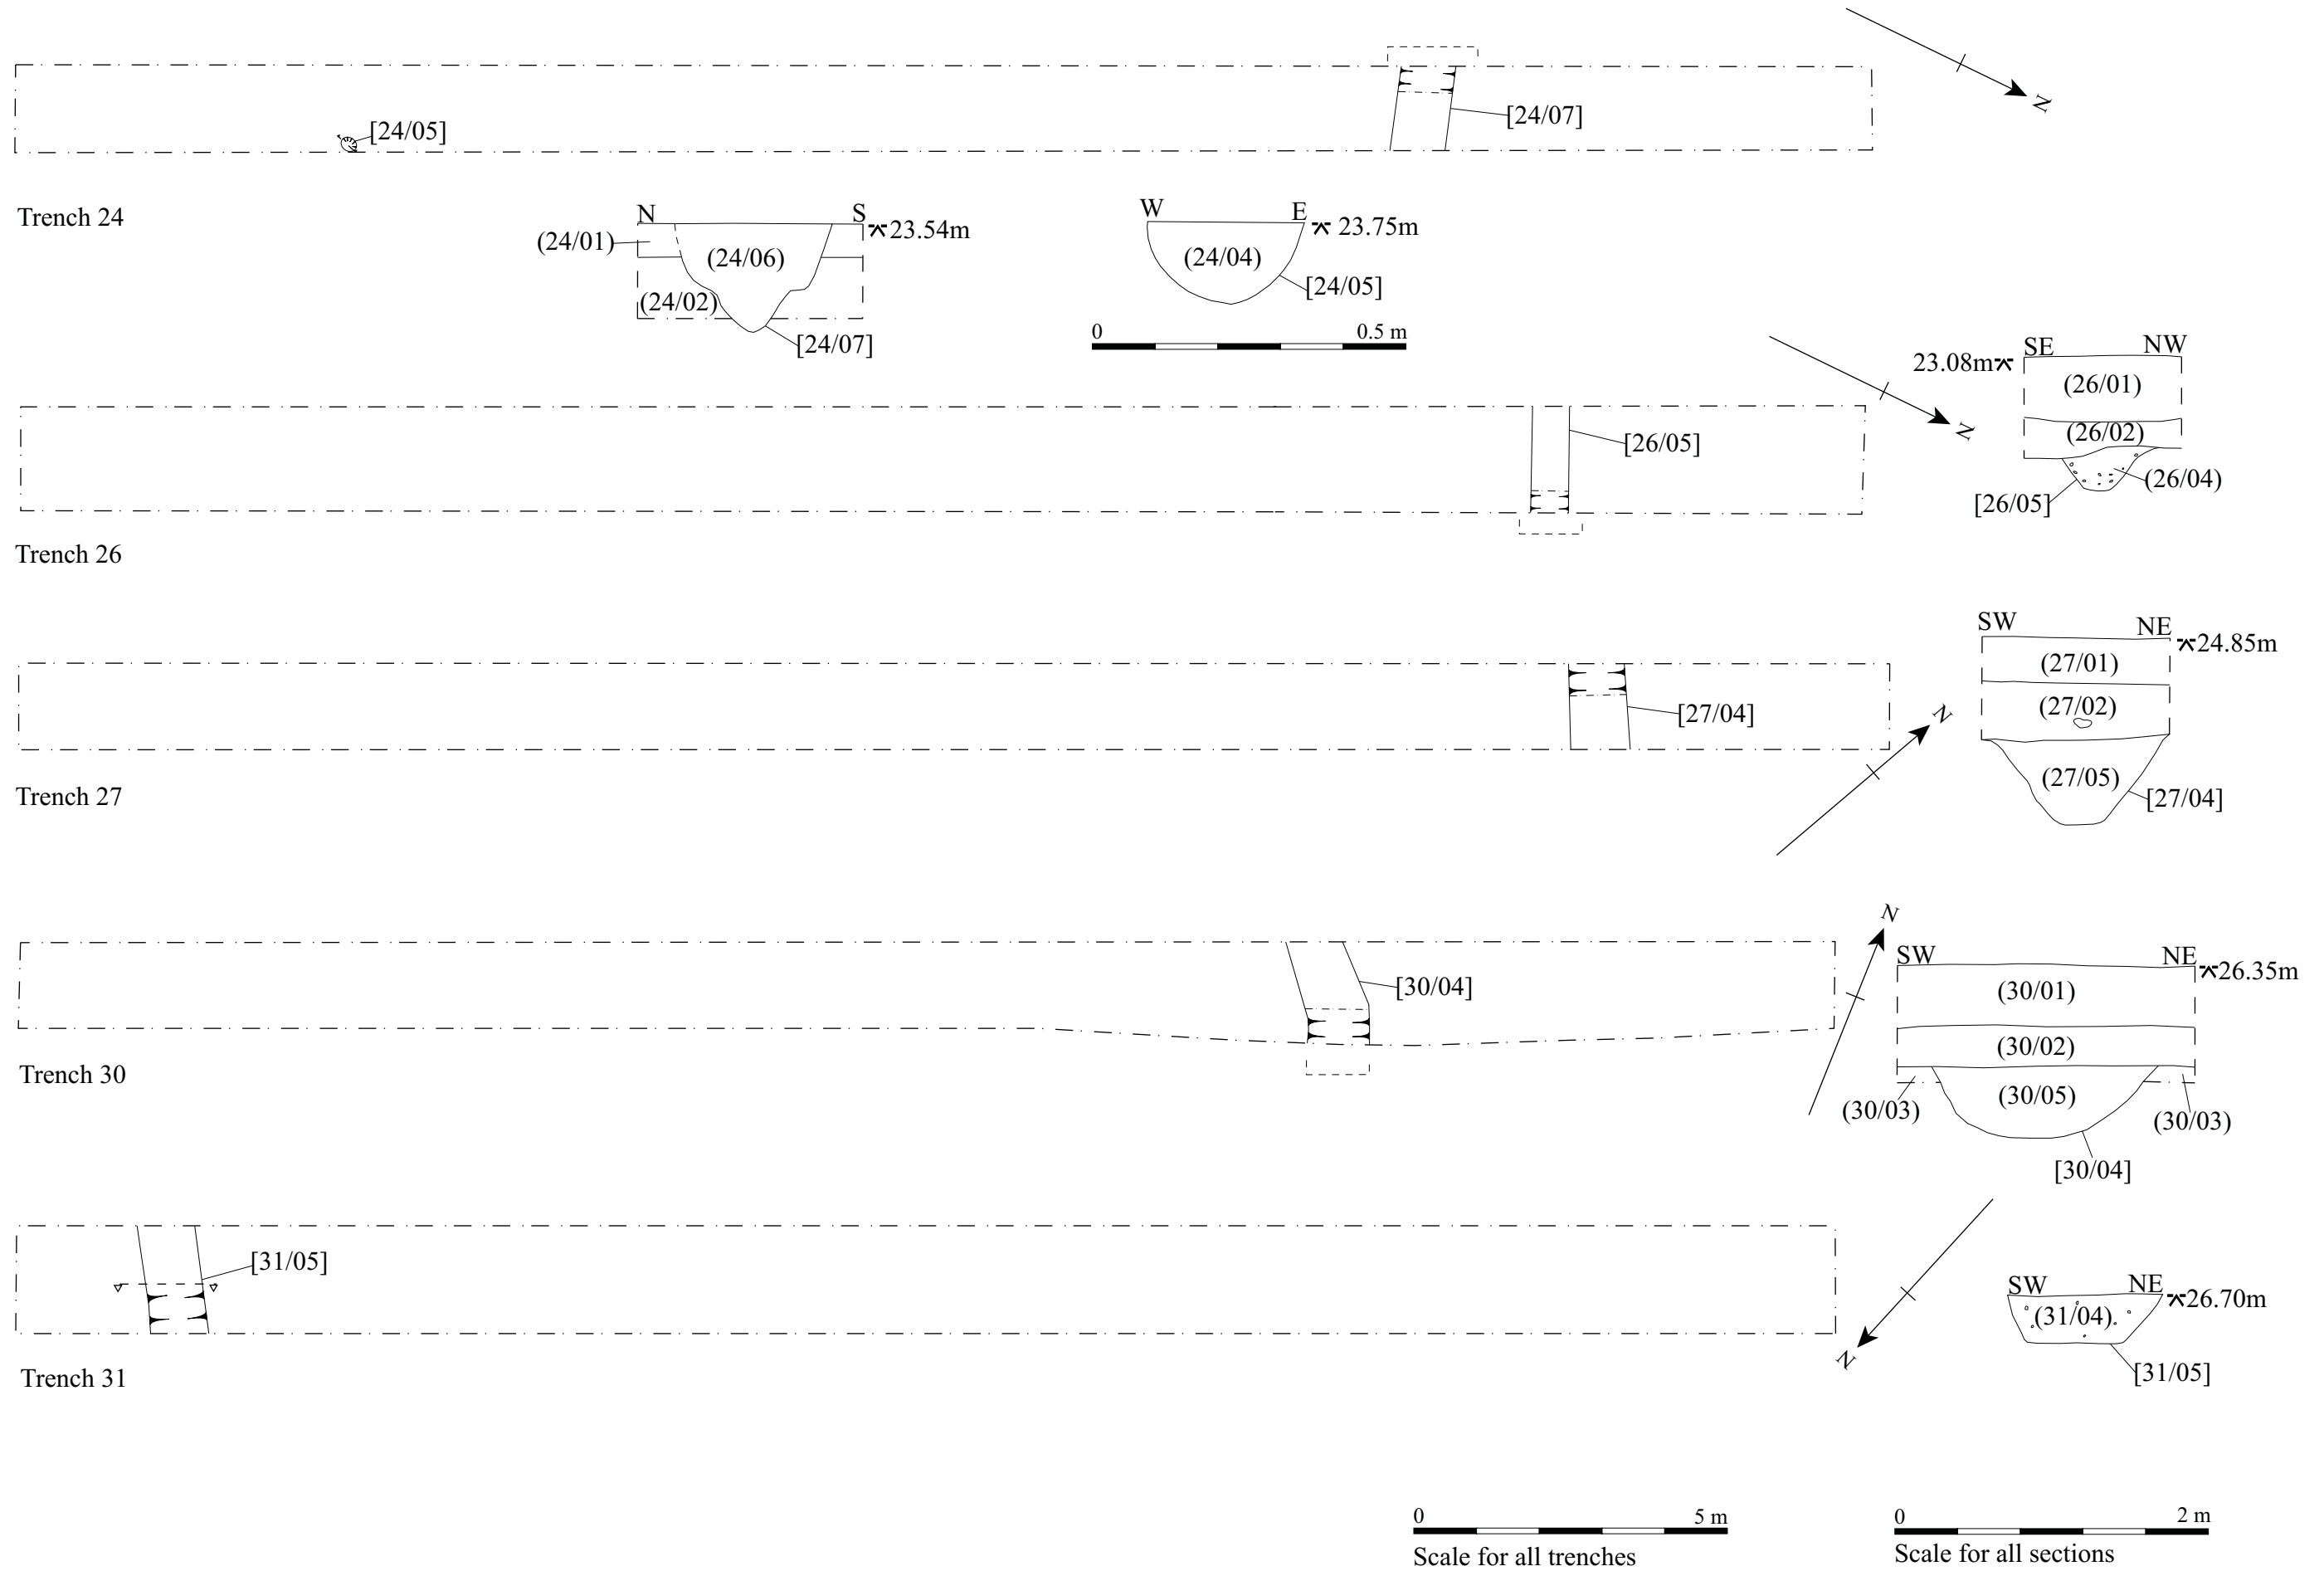 N
[24/05]
[24/07]
Trench 24
N S
23.54m
(24/01)
(24/06)
(24/02)
[24/07]
W E
23.75m
(24/04)
[24/05]
0 0.5 m
N
[26/05]
Trench 26
SE NW
23.08m
(26/01)
(26/02)
(26/04)
[26/05]
[27/04]
Trench 27
N
SW NE
24.85m
(27/01)
(27/02)
(27/05)
[27/04]
[30/04]
Trench 30
N
SW NE
26.35m
(30/01)
(30/02)
(30/05)
(30/03)
(30/03)
[30/04]
[31/05]
Trench 31
N
SW NE
26.70m
(31/04)
[31/05]
0 5 m
Scale for all trenches
0 2 m
Scale for all sections